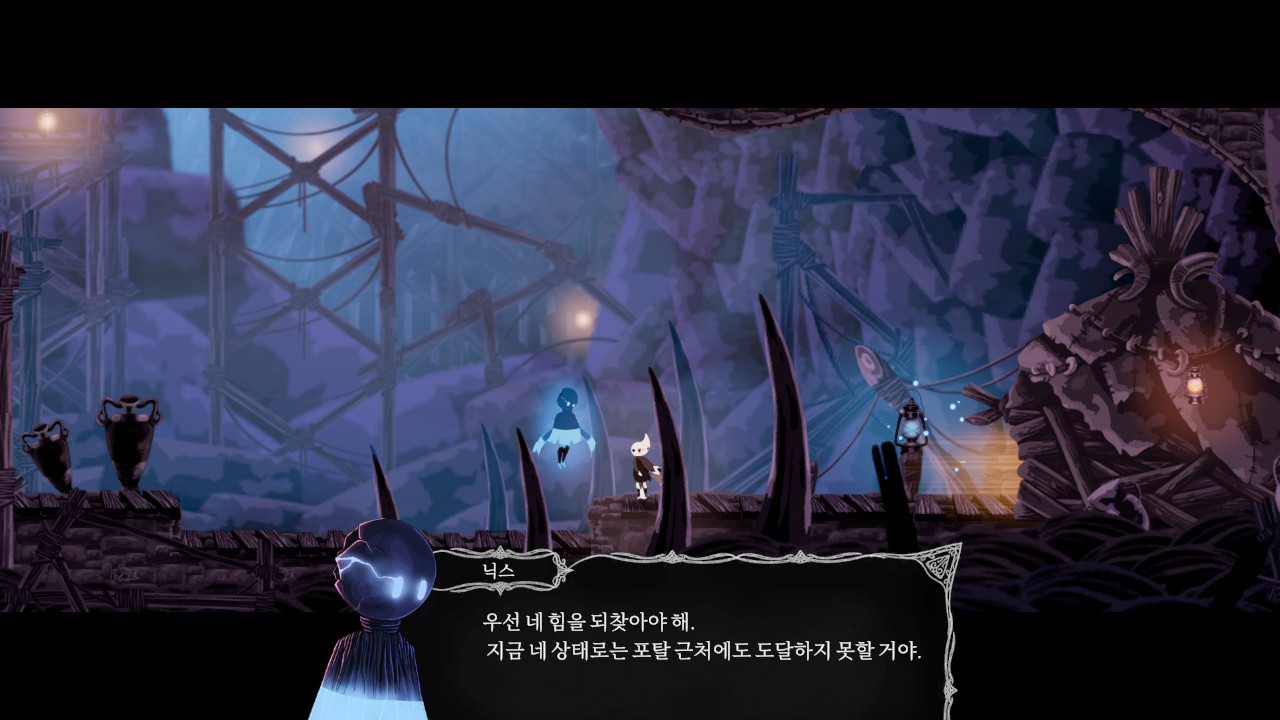 닉스
우선 네 힘을 되찾아야 해.
지금 네 상태로는 포탈 근처에도 도달하지 못할 거야.